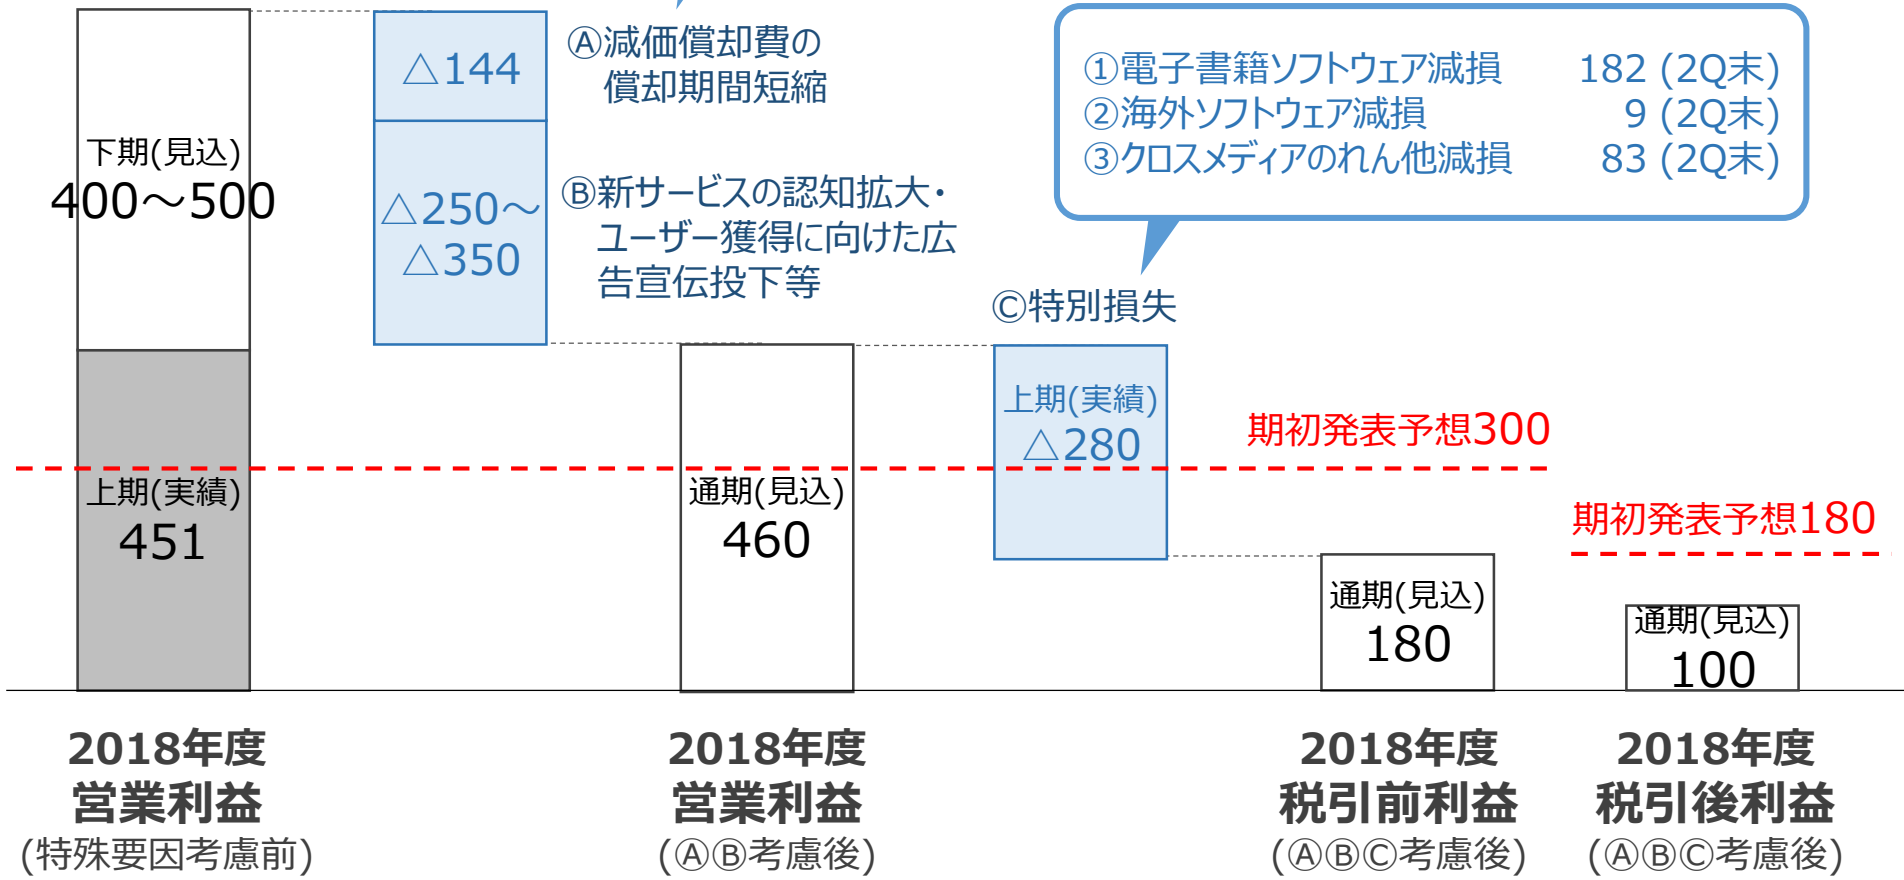 下期(見込)
400～500
上期(実績)
451
△144
△250～
△350
Ⓐ減価償却費の
償却期間短縮
Ⓑ新サービスの認知拡大・
ユーザー獲得に向けた広
告宣伝投下等
通期(見込)
460
①電子書籍ソフトウェア減損 182 (2Q末)
②海外ソフトウェア減損 9 (2Q末)
③クロスメディアのれん他減損 83 (2Q末)
Ⓒ特別損失
上期(実績)
△280
期初発表予想300
期初発表予想180
通期(見込)
180
通期(見込)
100
2018年度
営業利益
(特殊要因考慮前)
2018年度
営業利益
(ⒶⒷ考慮後)
2018年度
税引前利益
(ⒶⒷⒸ考慮後)
2018年度
税引後利益
(ⒶⒷⒸ考慮後)